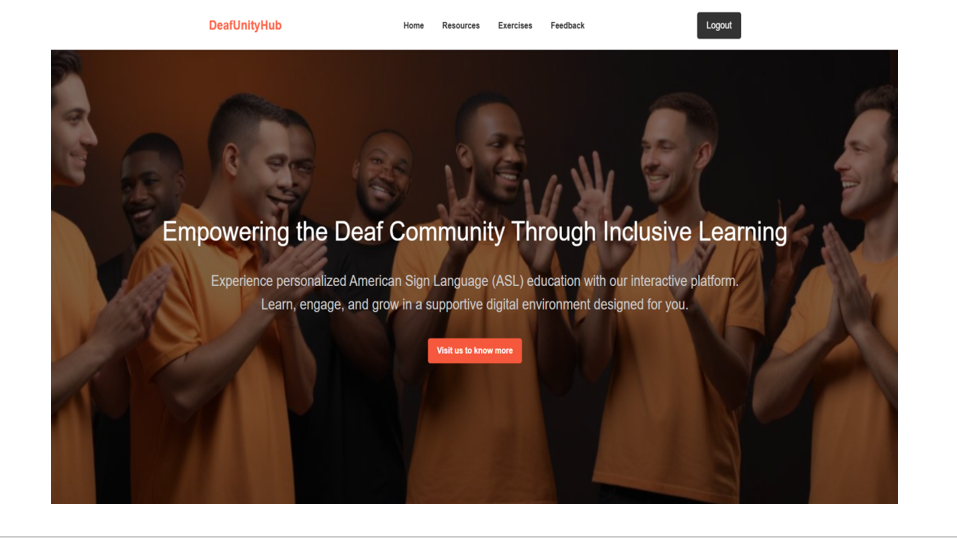 DeafUnityHub
Home Resources Exercises Feedback
Logout
Empowering the Deaf Community Through Inclusive Learning
Experience personalized American Sign Language (ASL) education with our interactive platform.
Learn, engage, and grow in a supportive digital environment designed for you.
Visit us to know more